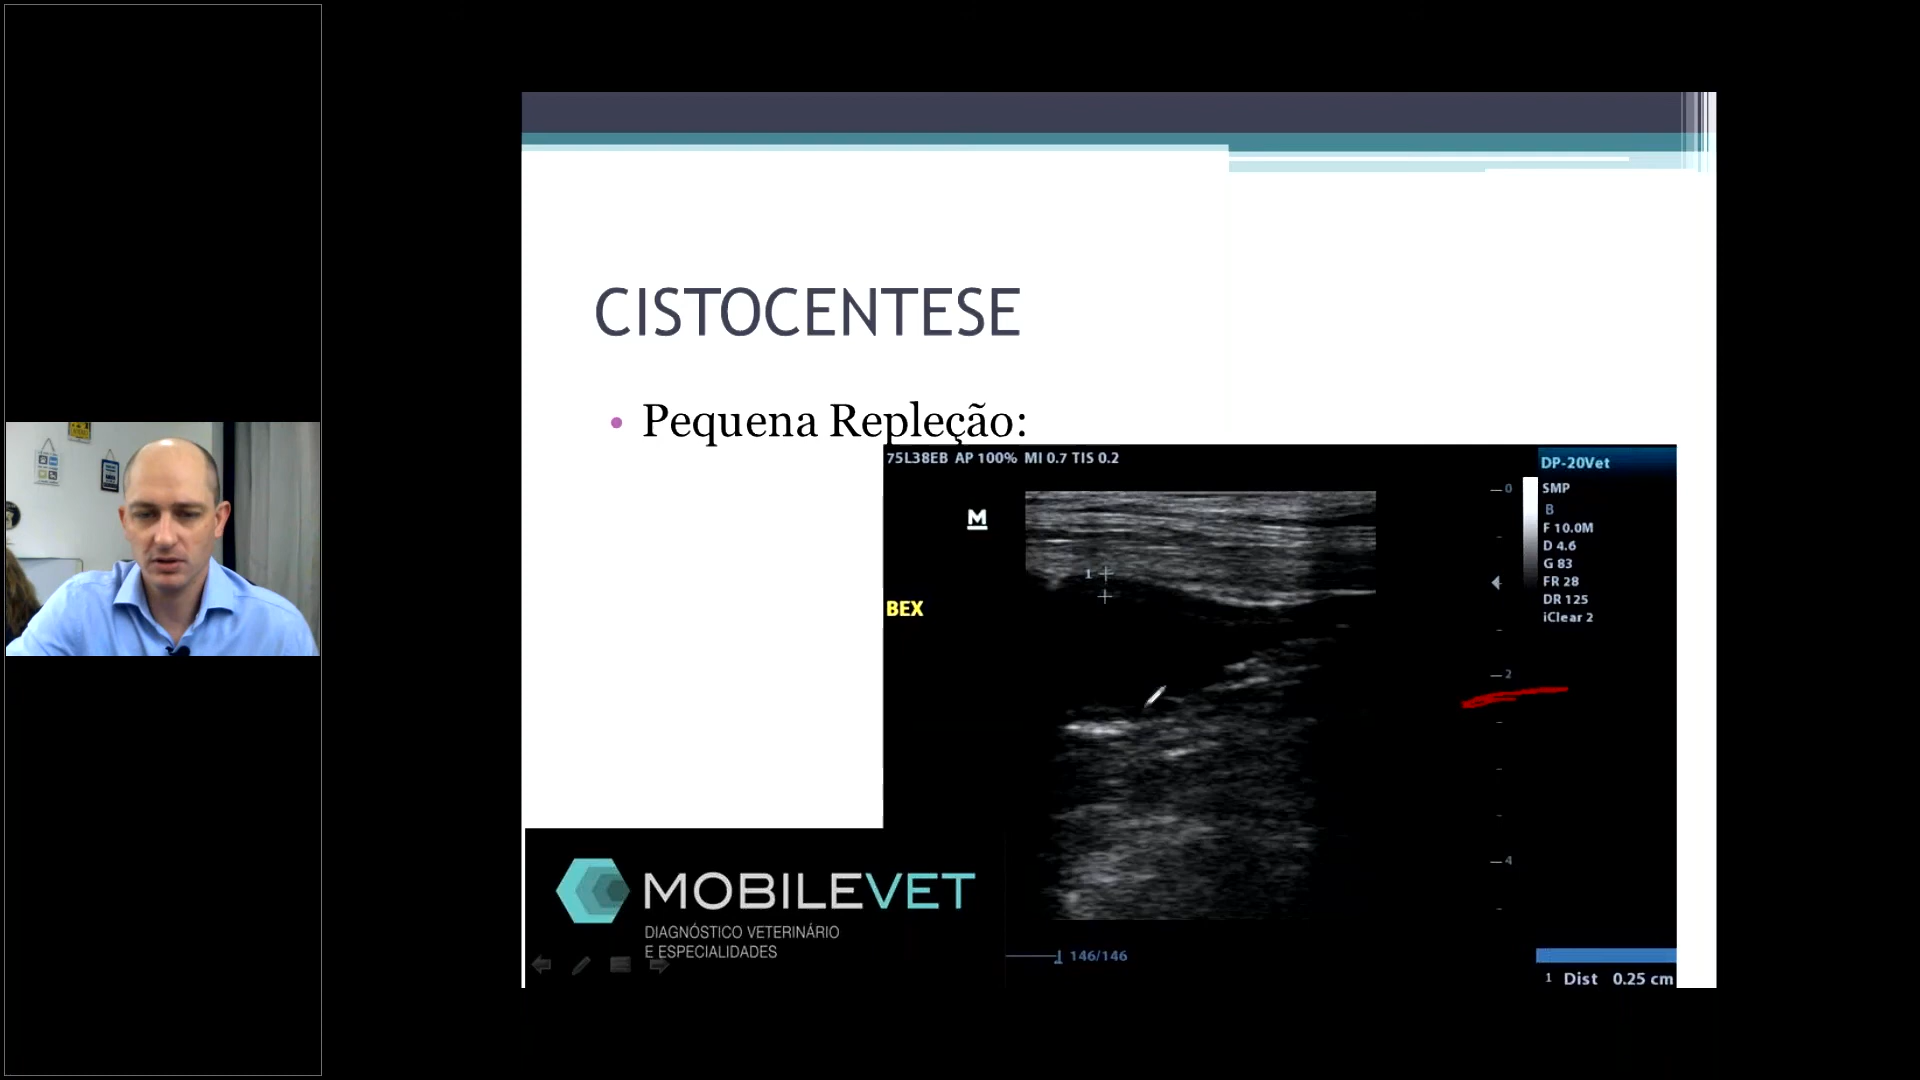 CISTOCENTESE
• Pequena Repleção:
75L38EB AP 100% MI 0.7 TIS 0.2
DP-20Vet
M
0
SMP
B
F 10.0M
D 4.6
G 83
FR 28
DR 125
iClear 2
1
BEX
2
4
MOBILEVET
DIAGNÓSTICO VETERINÁRIO
E ESPECIALIDADES
146/146
1 Dist 0.25 cm